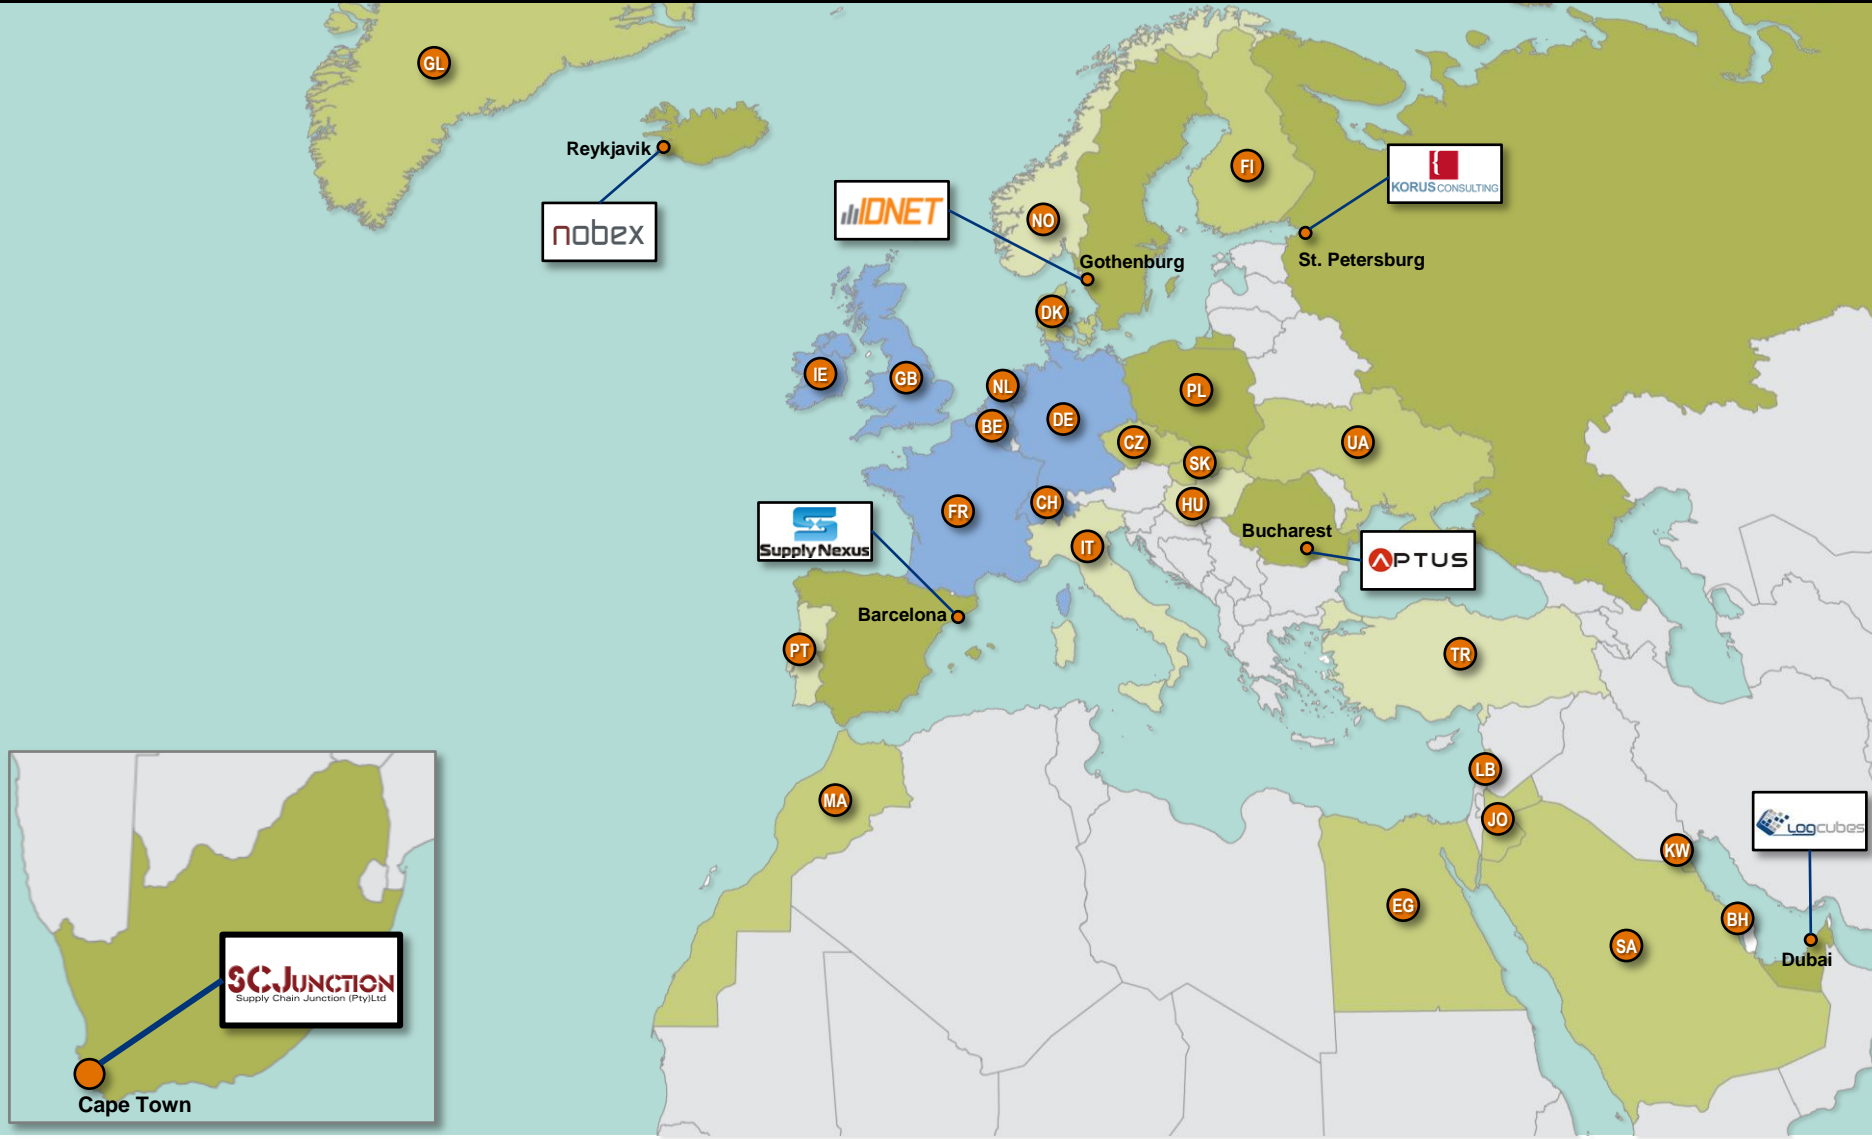 GL
Reykjavik
nobex
IDNET
KORUS CONSULTING
FI
NO
Gothenburg
St. Petersburg
DK
IE
GB
NL
PL
BE
DE
CZ
UA
SK
CH
HU
FR
Supply Nexus
IT
Bucharest
APTUS
Barcelona
PT
TR
LB
MA
JO
KW
Logcubes
EG
BH
SA
Dubai
SCJUNCTION
Supply Chain Junction (Pty)Ltd
Cape Town